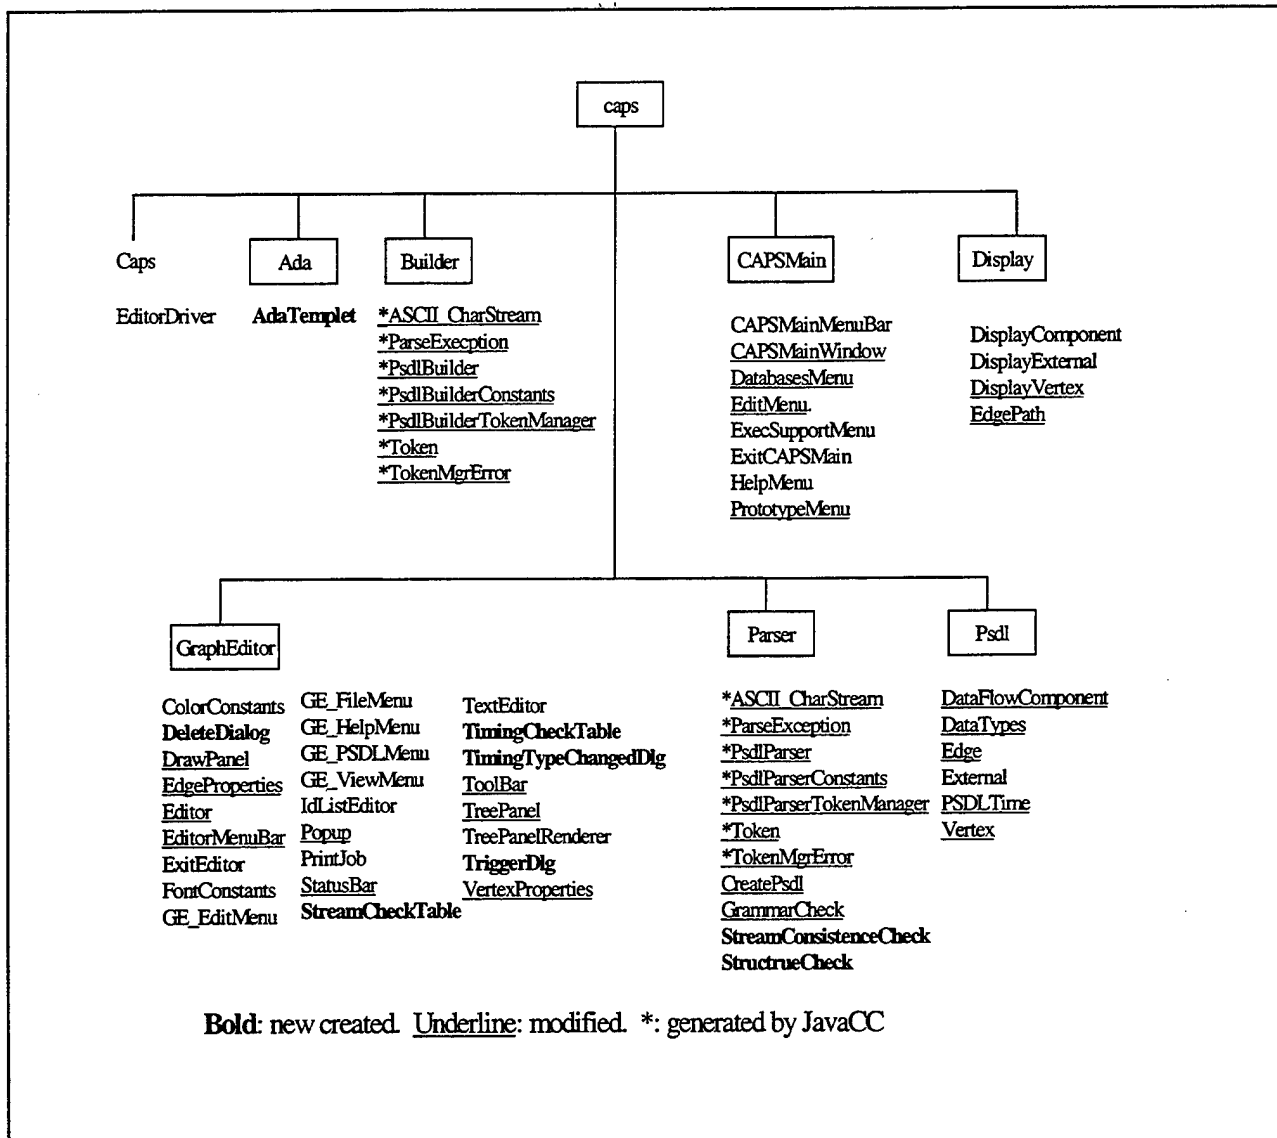 caps
Caps
EditorDriver
Ada
AdaTemplet
Builder
*ASCII_CharStream
*ParseExecption
*PsdlBuilder
*PsdlBuilderConstants
*PsdlBuilderTokenManager
*Token
*TokenMgrError
CAPSMain
CAPSMainMenuBar
CAPSMainWindow
DatabasesMenu
EditMenu.
ExecSupportMenu
ExitCAPSMain
HelpMenu
PrototypeMenu
Display
DisplayComponent
DisplayExternal
DisplayVertex
EdgePath
GraphEditor
ColorConstants
DeleteDialog
DrawPanel
EdgeProperties
Editor
EditorMenuBar
ExitEditor
FontConstants
GE_EditMenu
GE_FileMenu
GE_HelpMenu
GE_PSDLMenu
GE_ViewMenu
IdListEditor
Popup
PrintJob
StatusBar
StreamCheckTable
TextEditor
TimingCheckTable
TimingTypeChangedDlg
ToolBar
TreePanel
TreePanelRenderer
TriggerDlg
VertexProperties
Parser
*ASCII_CharStream
*ParseException
*PsdlParser
*PsdlParserConstants
*PsdlParserTokenManager
*Token
*TokenMgrError
CreatePsdl
GrammarCheck
StreamConsistenceCheck
StructrueCheck
Psdl
DataFlowComponent
DataTypes
Edge
External
PSDLTime
Vertex
Bold: new created. Underline: modified. *: generated by JavaCC